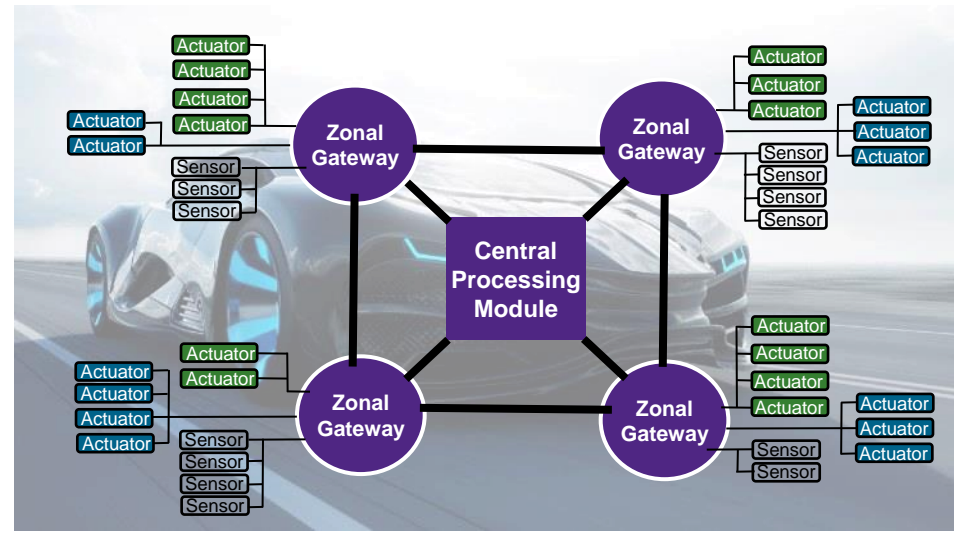 Actuator
Actuator
Actuator
Actuator
Actuator
Actuator
Sensor
Sensor
Sensor
Zonal
Gateway
Actuator
Actuator
Actuator
Actuator
Actuator
Actuator
Sensor
Sensor
Sensor
Sensor
Zonal
Gateway
Central
Processing
Module
Actuator
Actuator
Actuator
Actuator
Actuator
Actuator
Sensor
Sensor
Sensor
Sensor
Zonal
Gateway
Actuator
Actuator
Actuator
Actuator
Actuator
Actuator
Actuator
Sensor
Sensor
Zonal
Gateway